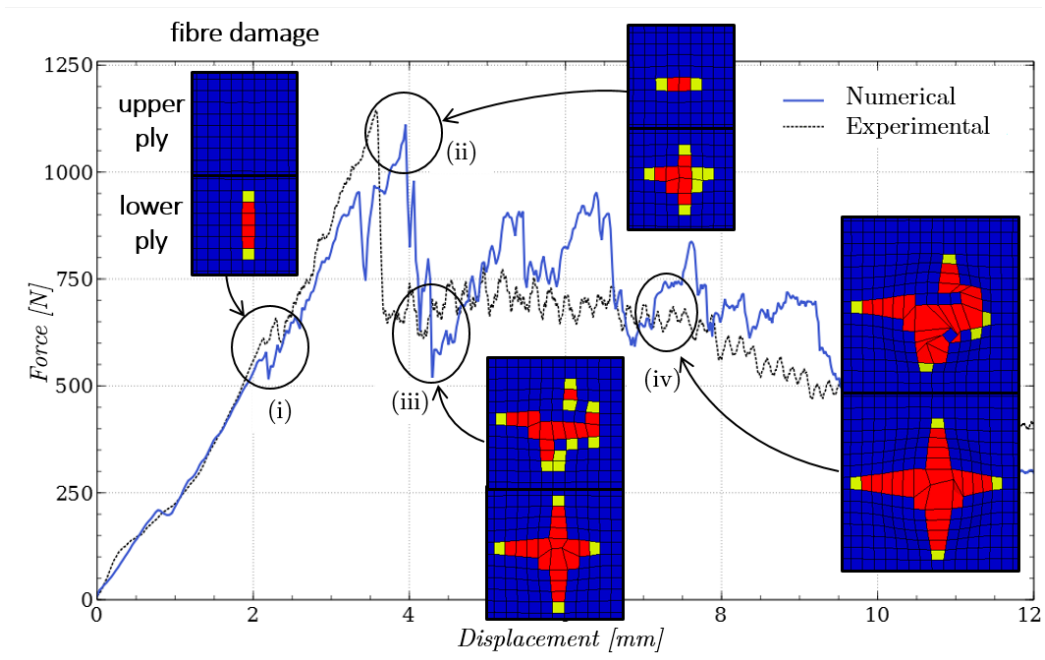 fibre damage
upper
ply
lower
ply
Numerical
Experimental
(i)
(ii)
(iii)
(iv)
1250
1000
750
500
250
0
0
2
4
6
8
10
12
Force [N]
Displacement [mm]